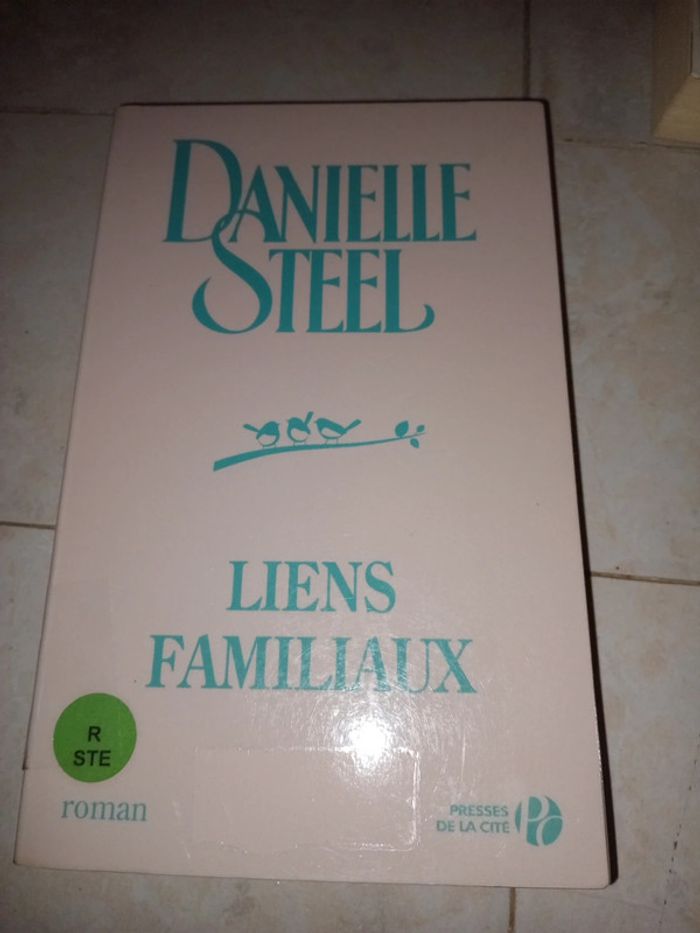 DANIELLE
STEEL
LIENS
FAMILIAUX
R
STE
roman
PRESSES
DE LA CITÉ